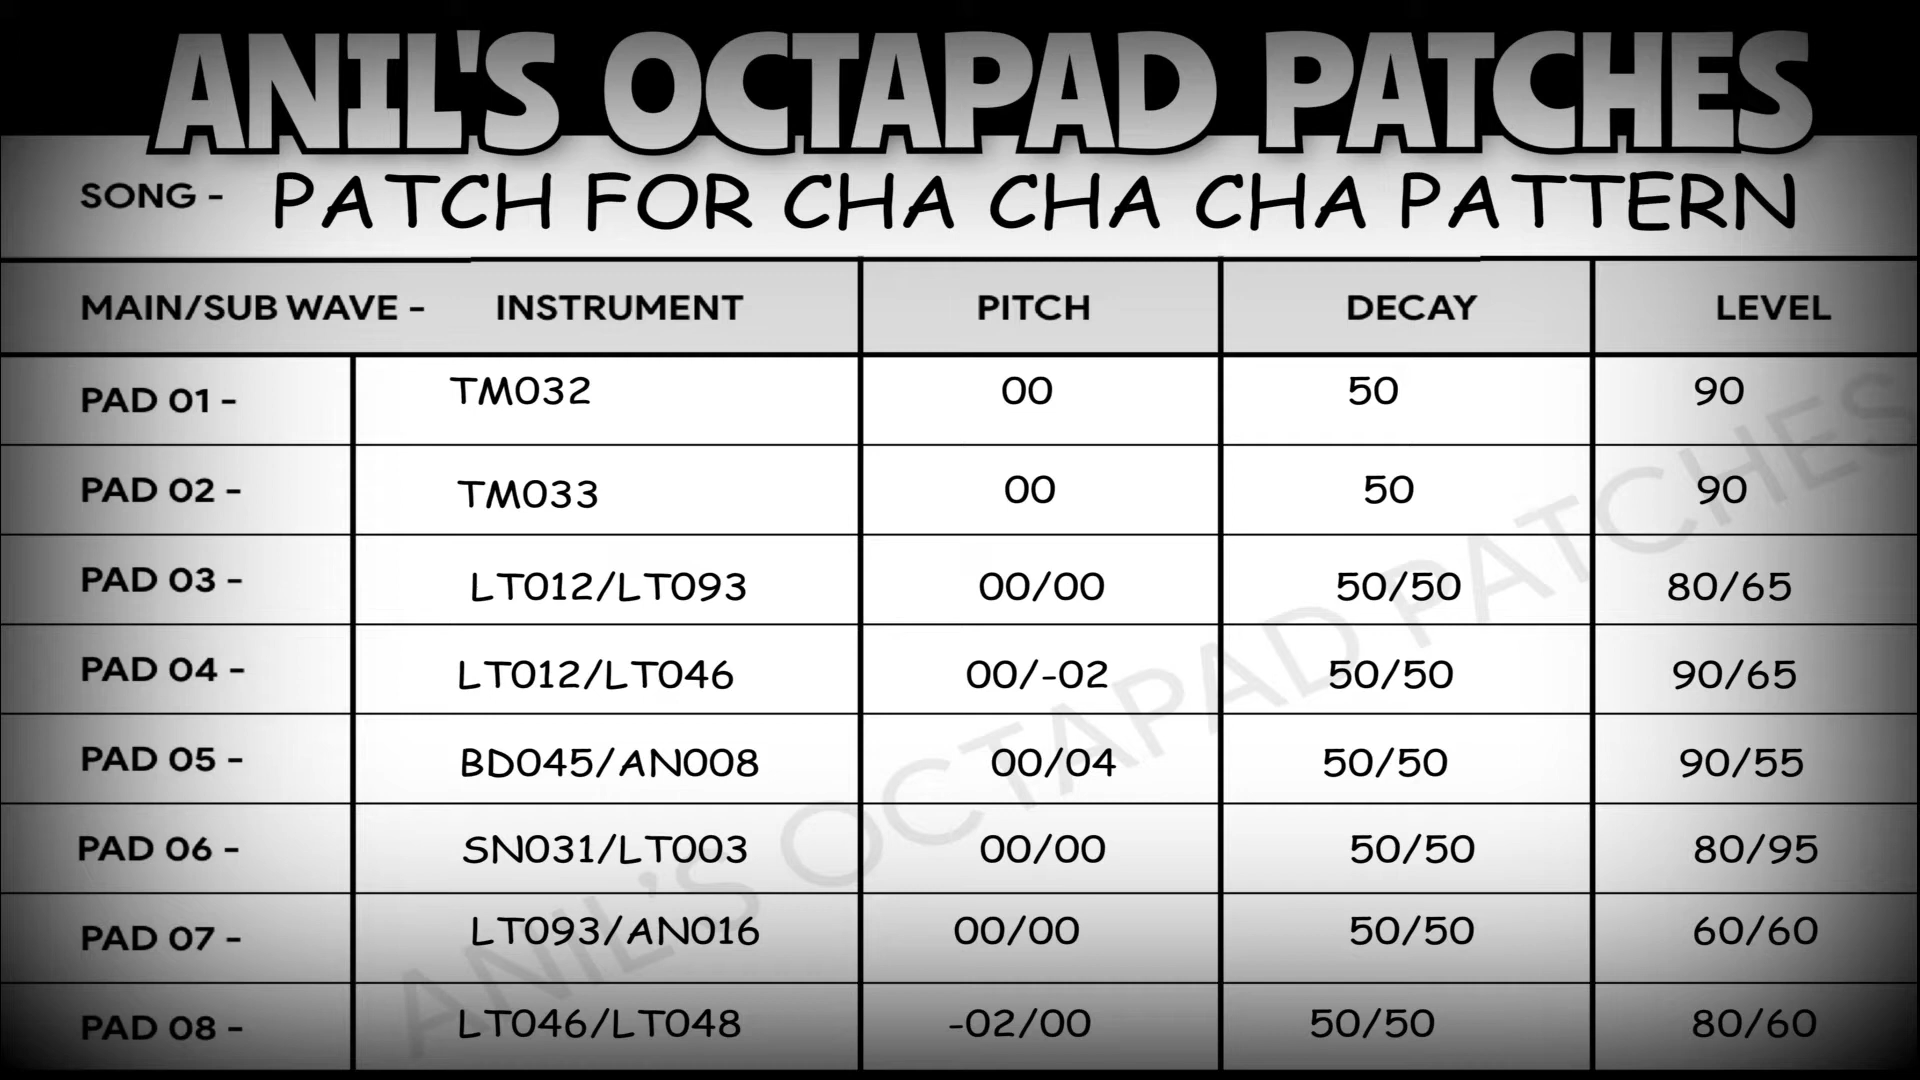 ANIL'S OCTAPAD PATCHES
SONG - PATCH FOR CHA CHA CHA PATTERN
MAIN/SUB WAVE - INSTRUMENT PITCH DECAY LEVEL
PAD 01 - TM032 00 50 90
PAD 02 - TM033 00 50 90
PAD 03 - LT012/LT093 00/00 50/50 80/65
PAD 04 - LT012/LT046 00/-02 50/50 90/65
PAD 05 - BD045/AN008 00/04 50/50 90/55
PAD 06 - SN031/LT003 00/00 50/50 80/95
PAD 07 - LT093/AN016 00/00 50/50 60/60
PAD 08 - LT046/LT048 -02/00 50/50 80/60
ANIL'S OCTAPAD PATCHES